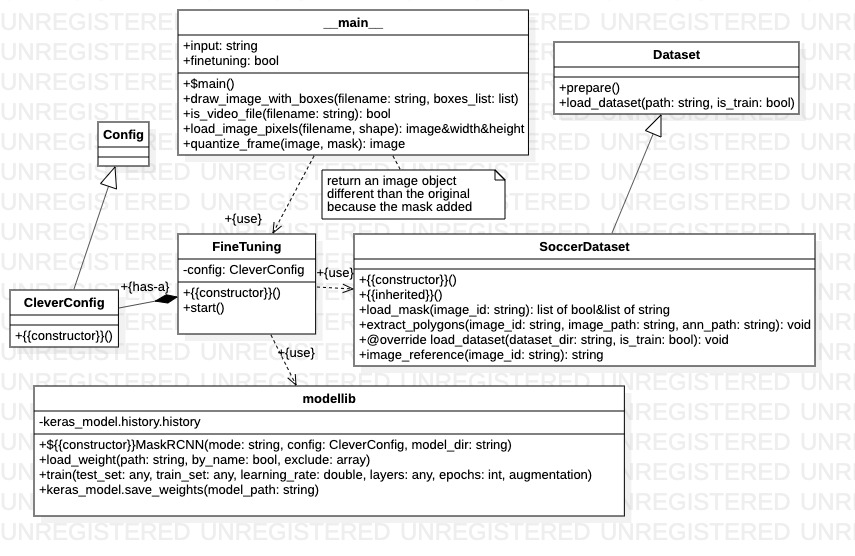 __main__
+input: string
+finetuning: bool
+$main()
+draw_image_with_boxes(filename: string, boxes_list: list)
+is_video_file(filename: string): bool
+load_image_pixels(filename, shape): image&width&height
+quantize_frame(image, mask): image
Dataset
+prepare()
+load_dataset(path: string, is_train: bool)
Config
return an image object
different than the original
because the mask added
+{use}
FineTuning
-config: CleverConfig
+{{constructor}}()
+start()
+{use}
SoccerDataset
+{{constructor}}()
+{{inherited}}()
+load_mask(image_id: string): list of bool&list of string
+extract_polygons(image_id: string, image_path: string, ann_path: string): void
+@override load_dataset(dataset_dir: string, is_train: bool): void
+image_reference(image_id: string): string
+{has-a}
CleverConfig
+{{constructor}}()
+{use}
modellib
-keras_model.history.history
+${{constructor}}MaskRCNN(mode: string, config: CleverConfig, model_dir: string)
+load_weight(path: string, by_name: bool, exclude: array)
+train(test_set: any, train_set: any, learning_rate: double, layers: any, epochs: int, augmentation)
+keras_model.save_weights(model_path: string)
UNREGISTERED